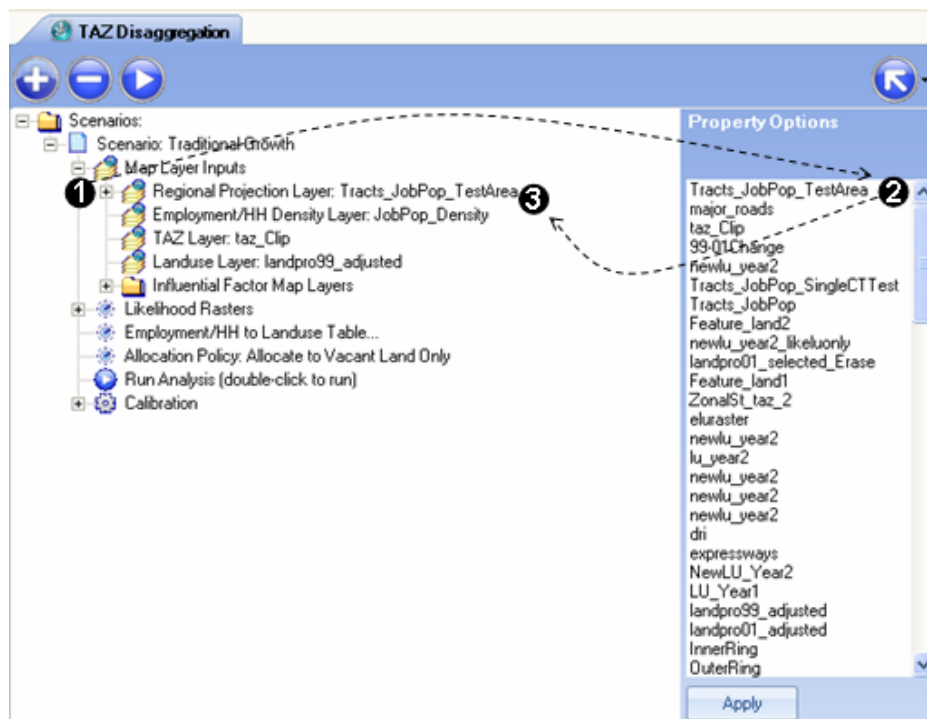 TAZ Disaggregation
Scenarios:
Scenario: Traditional Growth
Map Layer Inputs
1
Regional Projection Layer: Tracts_JobPop_TestArea
3
Employment/HH Density Layer: JobPop_Density
TAZ Layer: taz_Clip
Landuse Layer: landpro99_adjusted
Influential Factor Map Layers
Likelihood Rasters
Employment/HH to Landuse Table...
Allocation Policy: Allocate to Vacant Land Only
Run Analysis (double-click to run)
Calibration
Property Options
Tracts_JobPop_TestArea
2
major_roads
taz_Clip
99-01Change
newlu_year2
Tracts_JobPop_SingleCTTest
Tracts_JobPop
Feature_land2
newlu_year2_likeluonly
landpro01_selected_Erase
Feature_land1
ZonalSt_taz_2
eluraster
newlu_year2
lu_year2
newlu_year2
newlu_year2
newlu_year2
dri
expressways
NewLU_Year2
LU_Year1
landpro99_adjusted
landpro01_adjusted
InnerRing
OuterRing
Apply